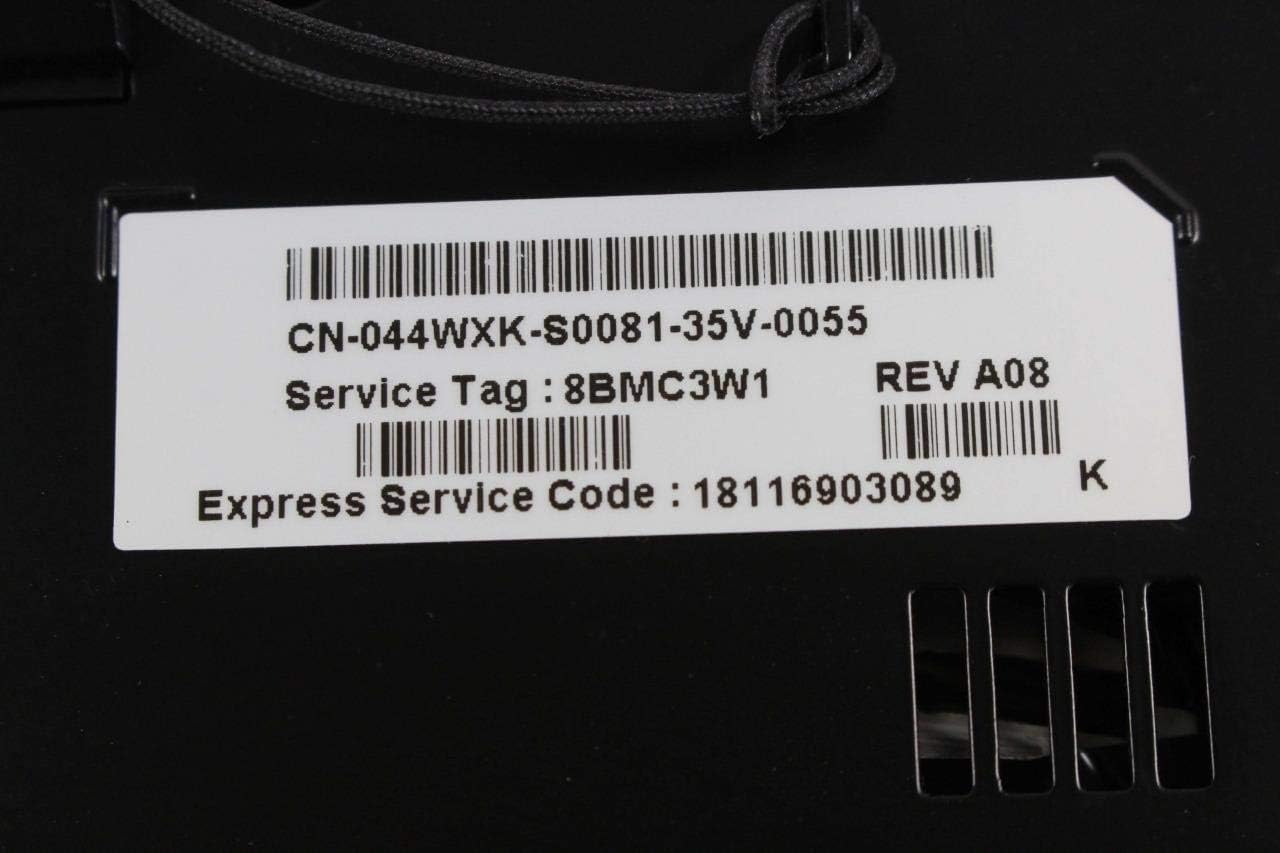 CN-044WXK-S0081-35V-0055
Service Tag : 8BMC3W1 REV A08
Express Service Code : 18116903089 K